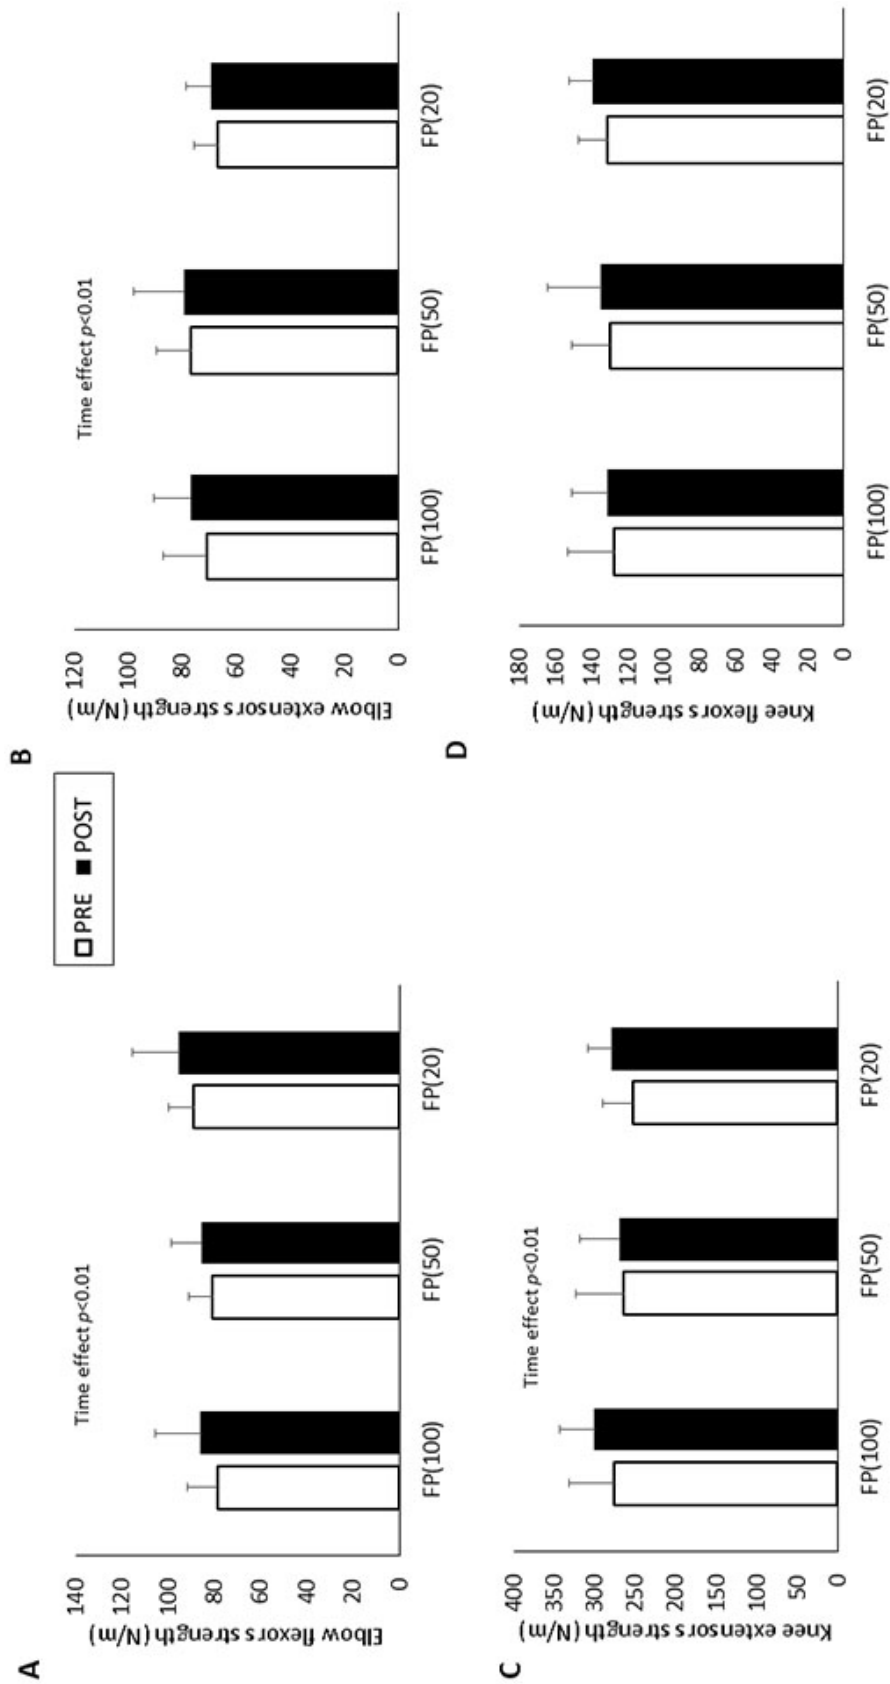 A
Elbow flexors strength (N/m)
140
120
100
80
60
40
20
0
Time effect p<0.01
FP(100)
FP(50)
FP(20)
PRE POST
B
Elbow extensors strength (N/m)
120
100
80
60
40
20
0
Time effect p<0.01
FP(100)
FP(50)
FP(20)
C
Knee extensors strength (N/m)
400
350
300
250
200
150
100
50
0
Time effect p<0.01
FP(100)
FP(50)
FP(20)
D
Knee flexors strength (N/m)
180
160
140
120
100
80
60
40
20
0
FP(100)
FP(50)
FP(20)